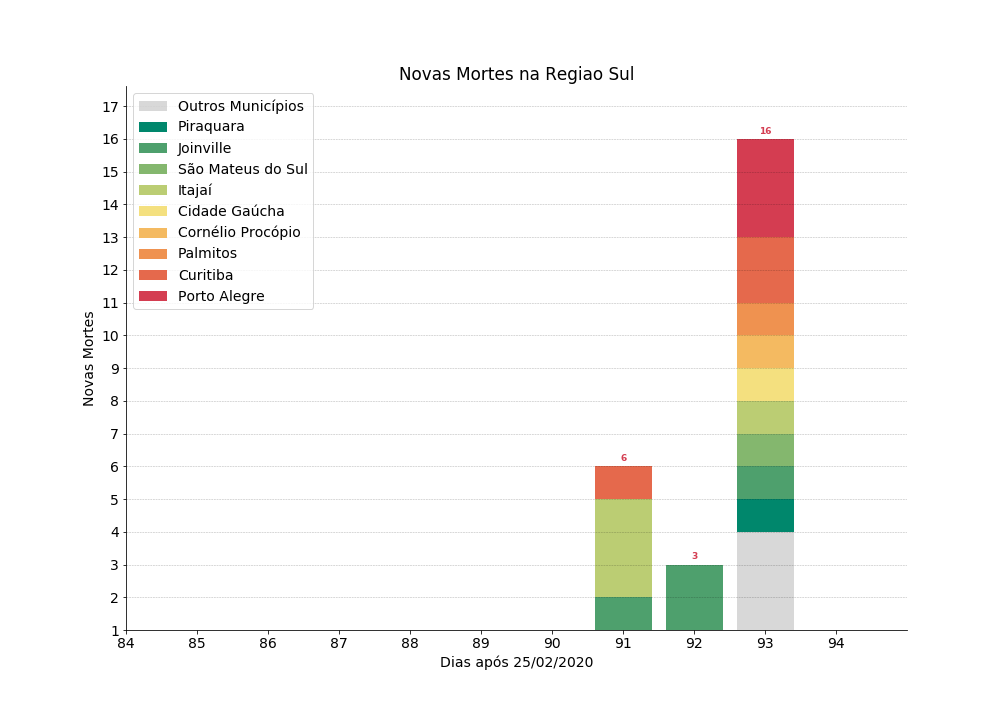 Novas Mortes na Regiao Sul
Outros Municípios
Piraquara
Joinville
São Mateus do Sul
Itajaí
Cidade Gaúcha
Cornélio Procópio
Palmitos
Curitiba
Porto Alegre
Novas Mortes
17
16
15
14
13
12
11
10
9
8
7
6
5
4
3
2
1
6
3
16
84 85 86 87 88 89 90 91 92 93 94
Dias após 25/02/2020